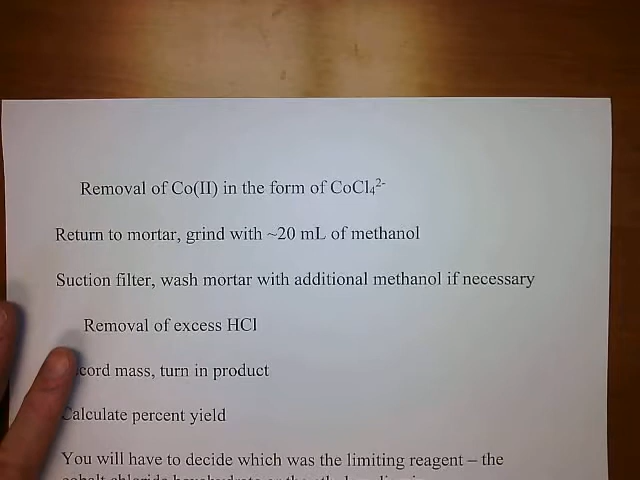 Removal of Co(II) in the form of CoCl₄²⁻
Return to mortar, grind with ~20 mL of methanol
Suction filter, wash mortar with additional methanol if necessary
Removal of excess HCl
mass, turn in product
Calculate percent yield
You will have to decide which was the limiting reagent – the